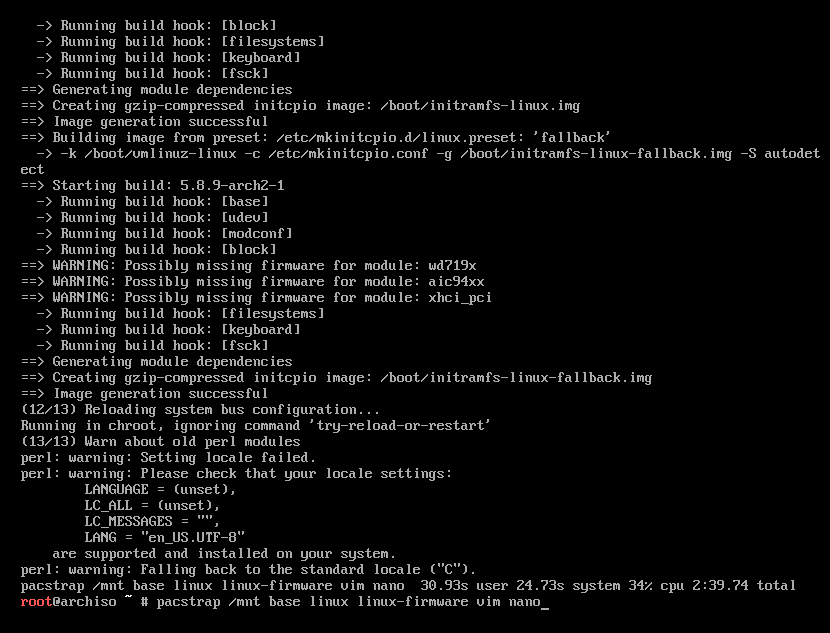 -> Running build hook: [block]
  -> Running build hook: [filesystems]
  -> Running build hook: [keyboard]
  -> Running build hook: [fsck]
==> Generating module dependencies
==> Creating gzip-compressed initcpio image: /boot/initramfs-linux.img
==> Image generation successful
==> Building image from preset: /etc/mkinitcpio.d/linux.preset: 'fallback'
  -> -k /boot/vmlinuz-linux -c /etc/mkinitcpio.conf -g /boot/initramfs-linux-fallback.img -S autodet
ect
==> Starting build: 5.8.9-arch2-1
  -> Running build hook: [base]
  -> Running build hook: [udev]
  -> Running build hook: [modconf]
  -> Running build hook: [block]
==> WARNING: Possibly missing firmware for module: wd719x
==> WARNING: Possibly missing firmware for module: aic94xx
==> WARNING: Possibly missing firmware for module: xhci_pci
  -> Running build hook: [filesystems]
  -> Running build hook: [keyboard]
  -> Running build hook: [fsck]
==> Generating module dependencies
==> Creating gzip-compressed initcpio image: /boot/initramfs-linux-fallback.img
==> Image generation successful
(12/13) Reloading system bus configuration...
Running in chroot, ignoring command 'try-reload-or-restart'
(13/13) Warn about old perl modules
perl: warning: Setting locale failed.
perl: warning: Please check that your locale settings:
        LANGUAGE = (unset),
        LC_ALL = (unset),
        LC_MESSAGES = "",
        LANG = "en_US.UTF-8"
    are supported and installed on your system.
perl: warning: Falling back to the standard locale ("C").
pacstrap /mnt base linux linux-firmware vim nano  30.93s user 24.73s system 34% cpu 2:39.74 total
root@archiso ~ # pacstrap /mnt base linux linux-firmware vim nano_